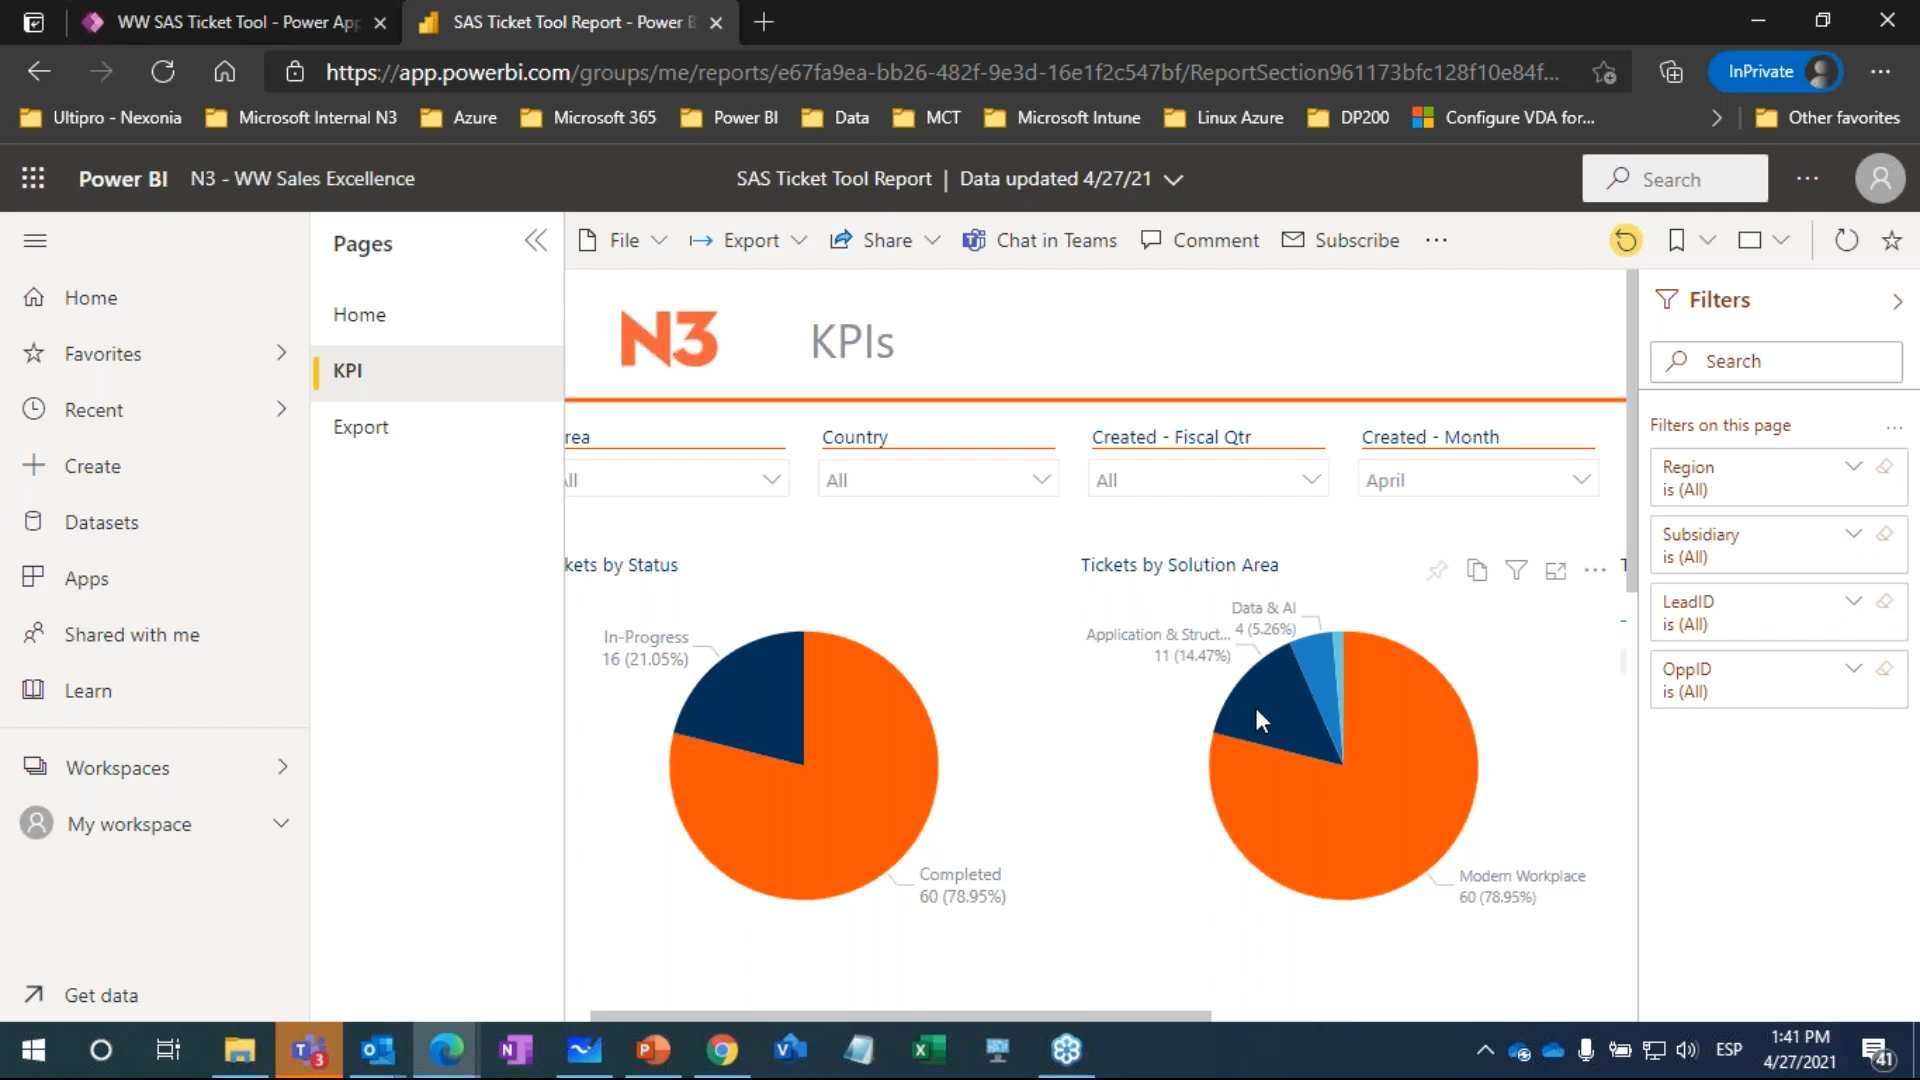 WW SAS Ticket Tool - Power App
SAS Ticket Tool Report - Power B
https://app.powerbi.com/groups/me/reports/e67fa9ea-bb26-482f-9e3d-16e1f2c547bf/ReportSection961173bfc128f10e84f...
InPrivate
Ultipro - Nexonia
Microsoft Internal N3
Azure
Microsoft 365
Power BI
Data
MCT
Microsoft Intune
Linux Azure
DP200
Configure VDA for...
Other favorites
Power BI
N3 - WW Sales Excellence
SAS Ticket Tool Report | Data updated 4/27/21
Search
Home
Favorites
Recent
Create
Datasets
Apps
Shared with me
Learn
Workspaces
My workspace
Get data
Pages
Home
KPI
Export
File
Export
Share
Chat in Teams
Comment
Subscribe
N3
KPIs
rea
Country
Created - Fiscal Qtr
Created - Month
All
All
All
April
kets by Status
In-Progress
16 (21.05%)
Completed
60 (78.95%)
Tickets by Solution Area
T
Data & AI
4 (5.26%)
Application & Struct...
11 (14.47%)
Modern Workplace
60 (78.95%)
Filters
Search
Filters on this page
Region
is (All)
Subsidiary
is (All)
LeadID
is (All)
OppID
is (All)
3
ESP
1:41 PM
4/27/2021
41